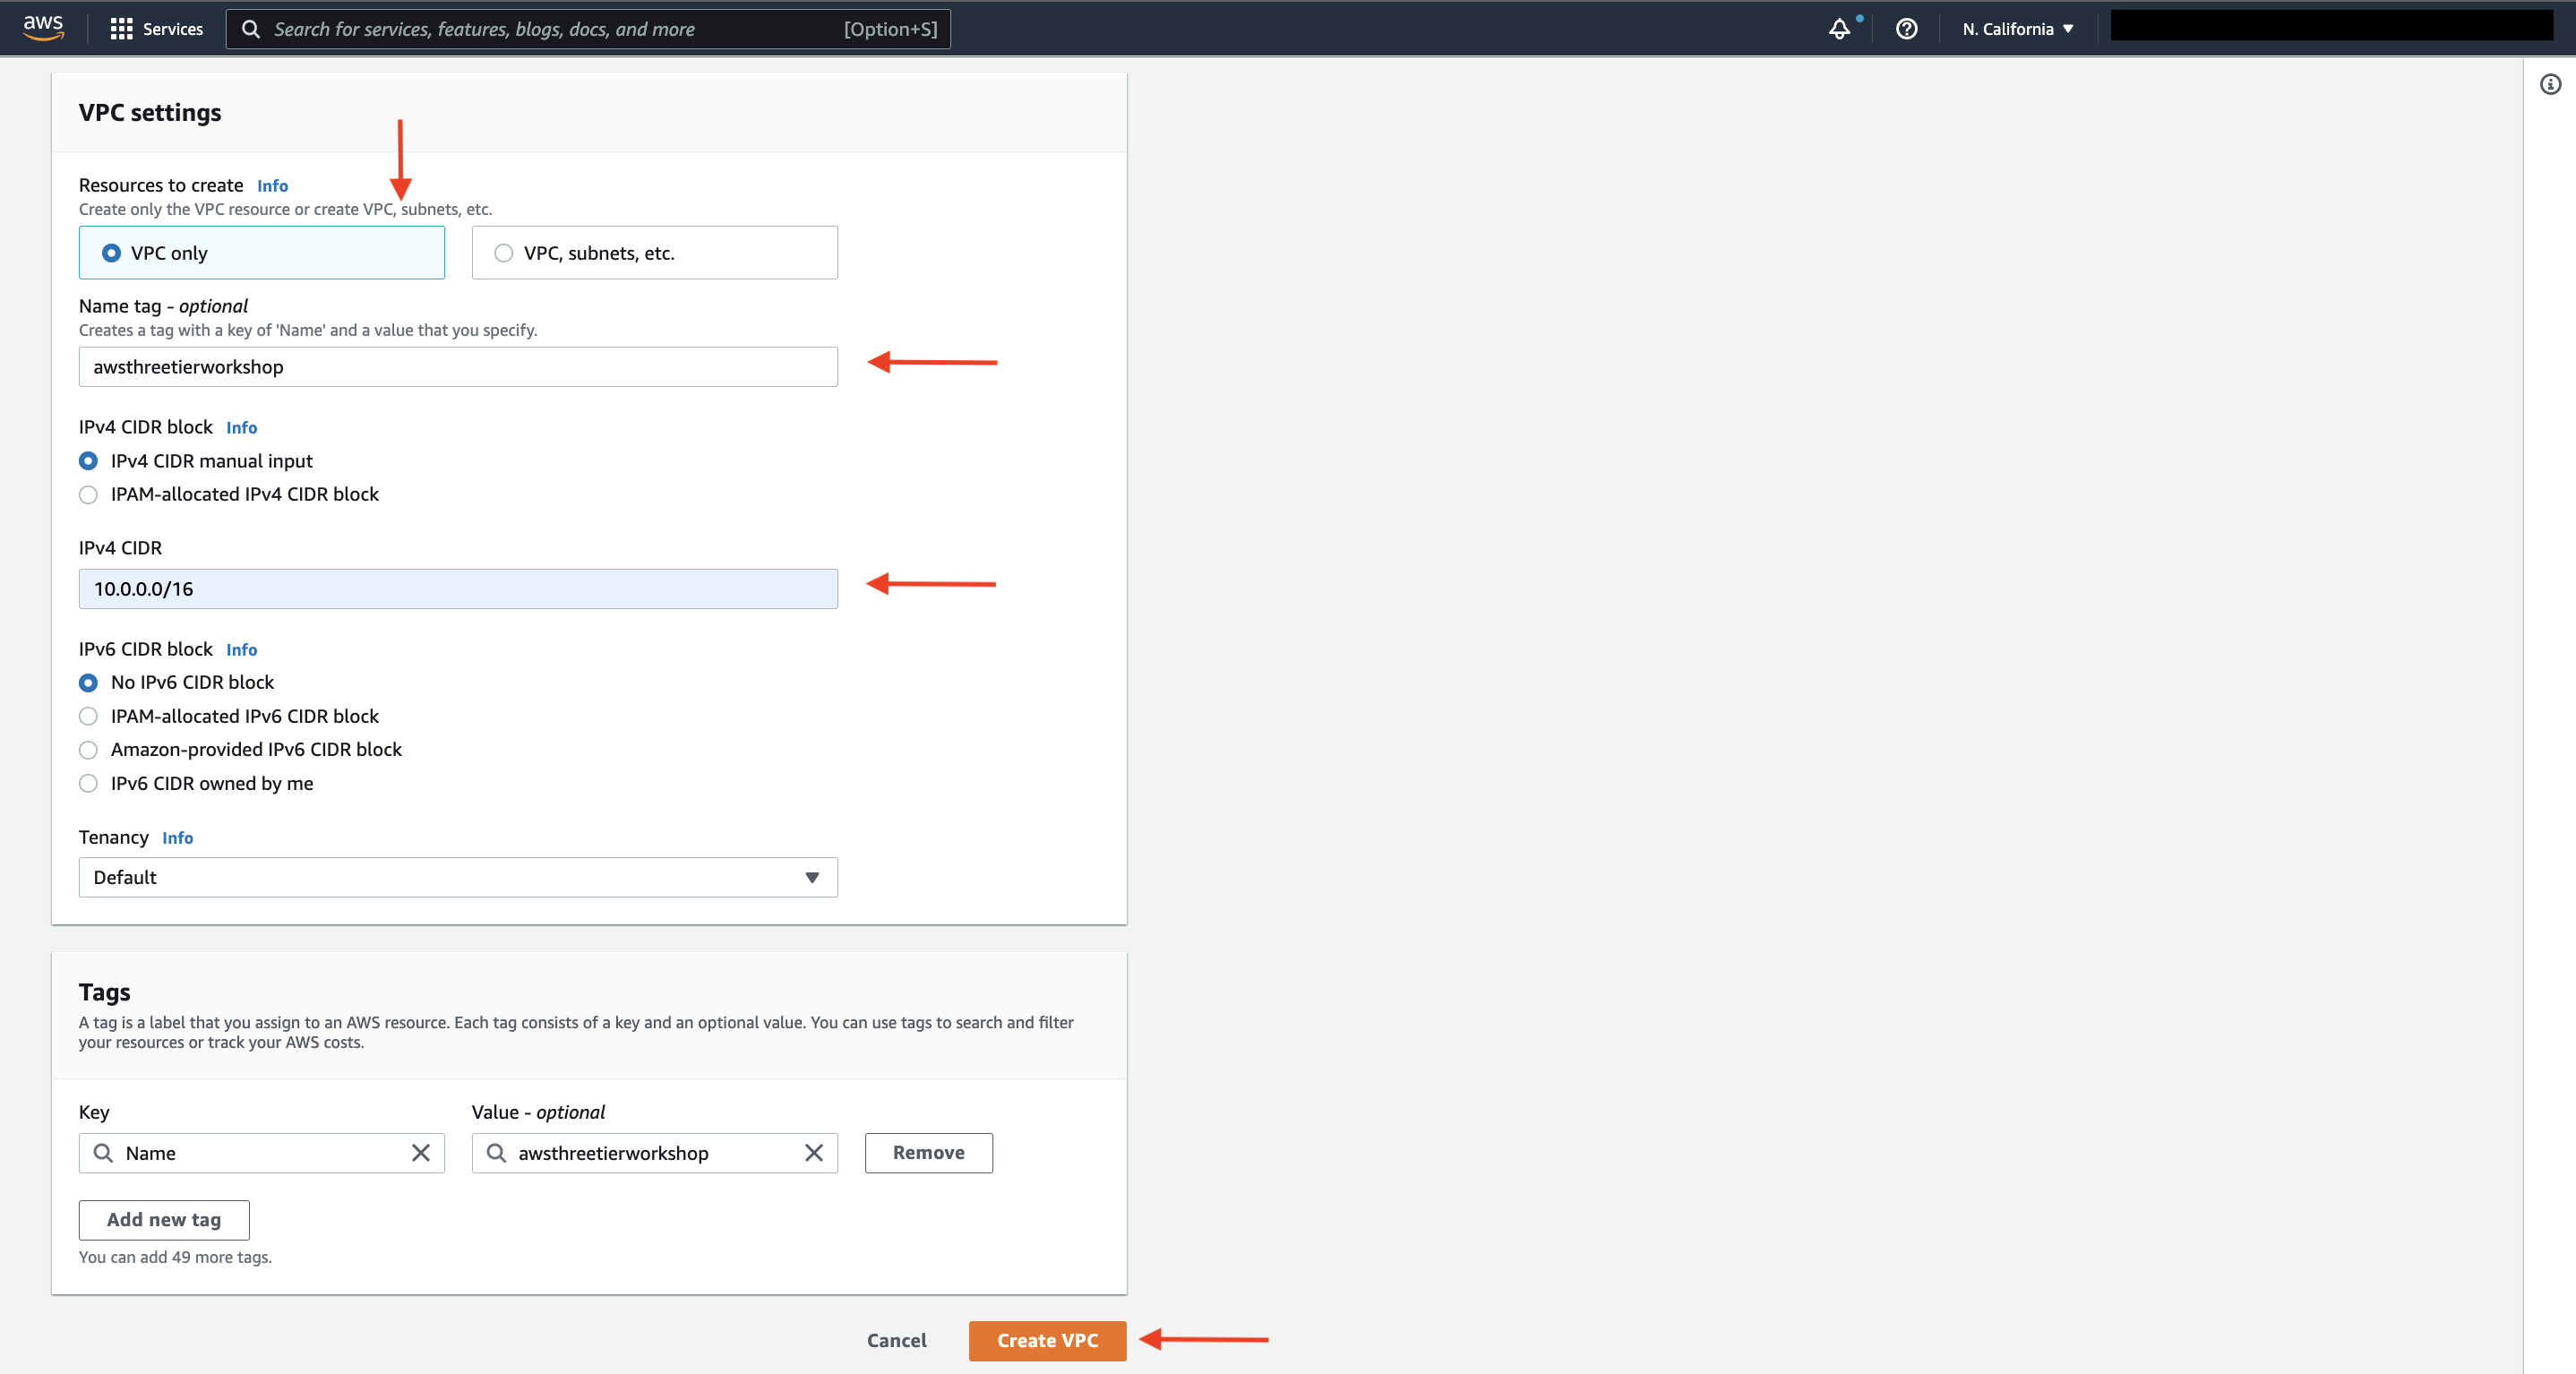 aws
Services
Search for services, features, blogs, docs, and more
[Option+S]
N. California
VPC settings
Resources to create Info
Create only the VPC resource or create VPC, subnets, etc.
VPC only
VPC, subnets, etc.
Name tag - optional
Creates a tag with a key of 'Name' and a value that you specify.
awsthreetierworkshop
IPv4 CIDR block Info
IPv4 CIDR manual input
IPAM-allocated IPv4 CIDR block
IPv4 CIDR
10.0.0.0/16
IPv6 CIDR block Info
No IPv6 CIDR block
IPAM-allocated IPv6 CIDR block
Amazon-provided IPv6 CIDR block
IPv6 CIDR owned by me
Tenancy Info
Default
Tags
A tag is a label that you assign to an AWS resource. Each tag consists of a key and an optional value. You can use tags to search and filter
your resources or track your AWS costs.
Key
Value - optional
Name
awsthreetierworkshop
Remove
Add new tag
You can add 49 more tags.
Cancel
Create VPC